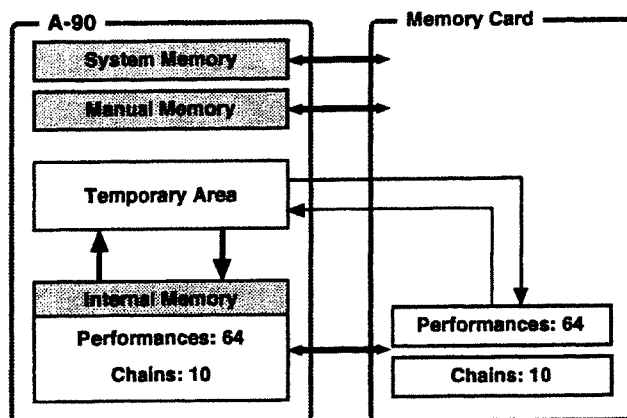 A-90
Memory Card
System Memory
Manual Memory
Temporary Area
Internal Memory
Performances: 64
Chains: 10
Performances: 64
Chains: 10